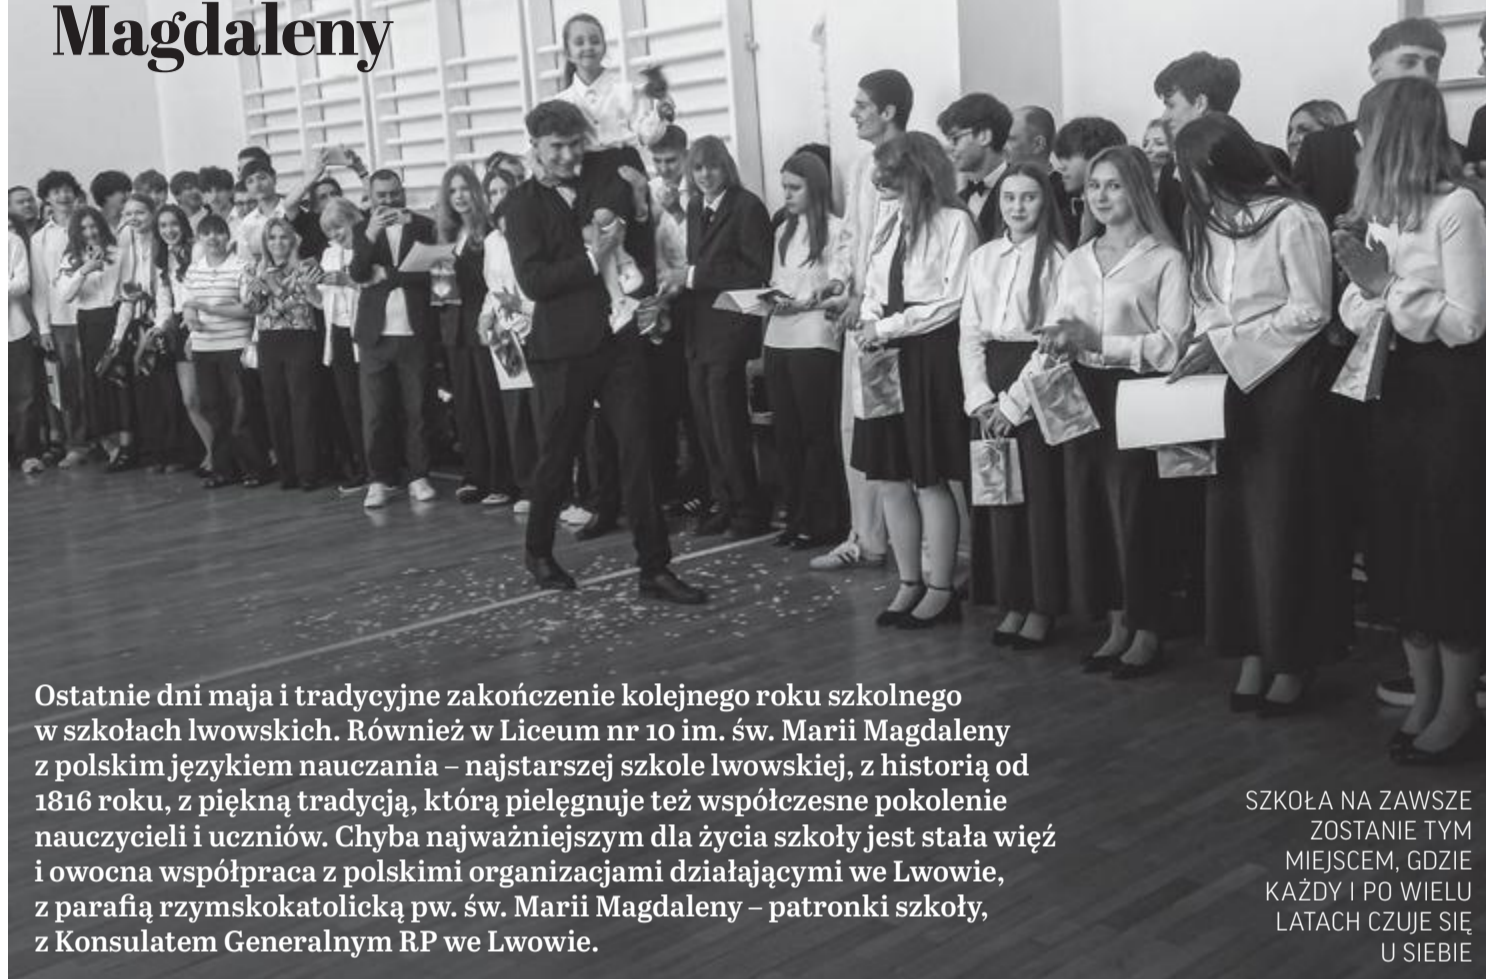 Magdaleny
Ostatnie dni maja i tradycyjne zakończenie kolejnego roku szkolnego
w szkołach lwowskich. Również w Liceum nr 10 im. św. Marii Magdaleny
z polskim językiem nauczania – najstarszej szkole lwowskiej, z historią od
1816 roku, z piękną tradycją, którą pielęgnuje też współczesne pokolenie
nauczycieli i uczniów. Chyba najważniejszym dla życia szkoły jest stała więź
i owocna współpraca z polskimi organizacjami działającymi we Lwowie,
z parafią rzymskokatolicką pw. św. Marii Magdaleny – patronki szkoły,
z Konsulatem Generalnym RP we Lwowie.
SZKOŁA NA ZAWSZE
ZOSTANIE TYM
MIEJSCEM, GDZIE
KAŻDY I PO WIELU
LATACH CZUJE SIĘ
U SIEBIE